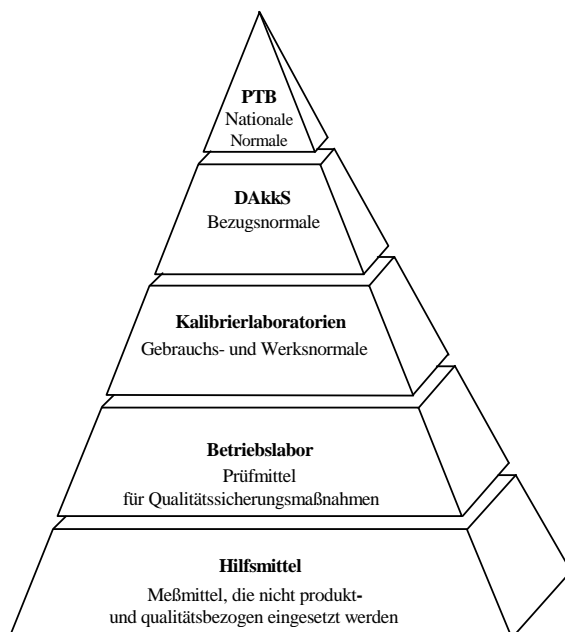 PTB
Nationale
Normale
DAkkS
Bezugsnormale
Kalibrierlaboratorien
Gebrauchs- und Werksnormale
Betriebslabor
Prüfmittel
für Qualitätssicherungsmaßnahmen
Hilfsmittel
Meßmittel, die nicht produkt-
und qualitätsbezogen eingesetzt werden